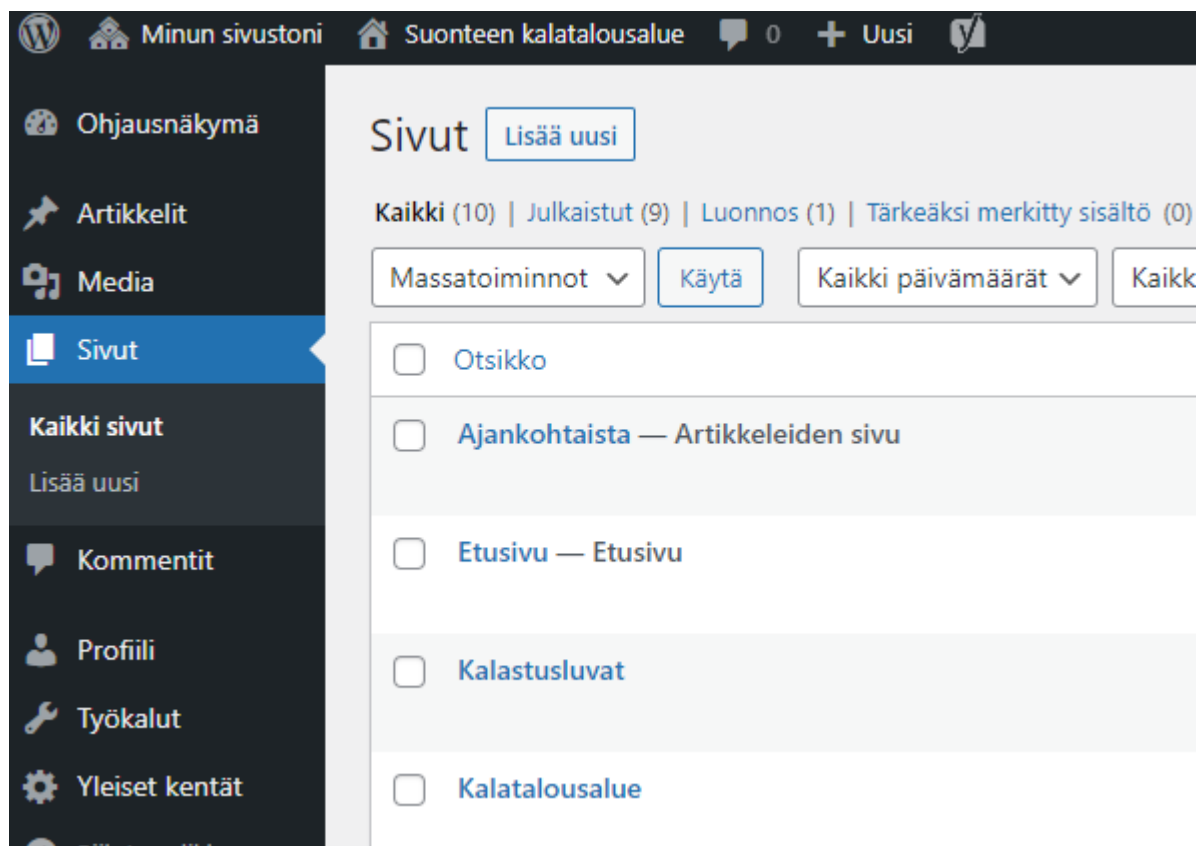 Minun sivustoni Suonteen kalatalousalue 0 Uusi
Ohjausnäkymä
Artikkelit
Media
Sivut
Kaikki sivut
Lisää uusi
Kommentit
Profiili
Työkalut
Yleiset kentät
Sivut Lisää uusi
Kaikki (10) | Julkaistut (9) | Luonnos (1) | Tärkeäksi merkitty sisältö (0)
Massatoiminnot Käytä Kaikki päivämäärät Kaikk
Otsikko
Ajankohtaista — Artikkeleiden sivu
Etusivu — Etusivu
Kalastusluvat
Kalatalousalue